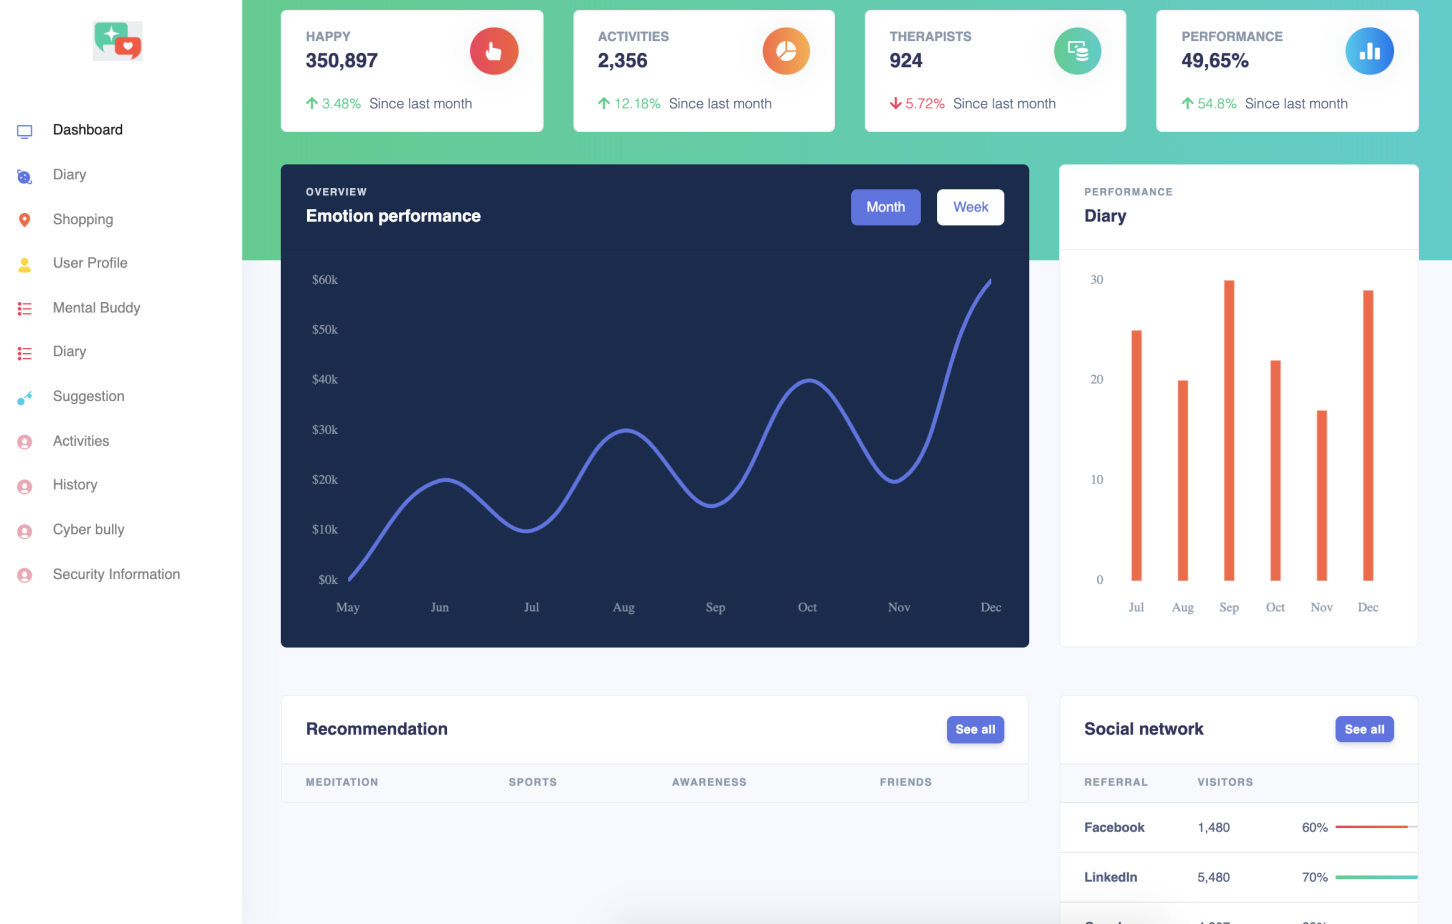 Dashboard
Diary
Shopping
User Profile
Mental Buddy
Diary
Suggestion
Activities
History
Cyber bully
Security Information
HAPPY
350,897
3.48% Since last month
ACTIVITIES
2,356
12.18% Since last month
THERAPISTS
924
5.72% Since last month
PERFORMANCE
49,65%
54.8% Since last month
OVERVIEW
Emotion performance
Month
Week
$60k
$50k
$40k
$30k
$20k
$10k
$0k
May Jun Jul Aug Sep Oct Nov Dec
PERFORMANCE
Diary
30
20
10
0
Jul Aug Sep Oct Nov Dec
Recommendation
See all
MEDITATION SPORTS AWARENESS FRIENDS
Social network
See all
REFERRAL VISITORS
Facebook 1,480 60%
LinkedIn 5,480 70%